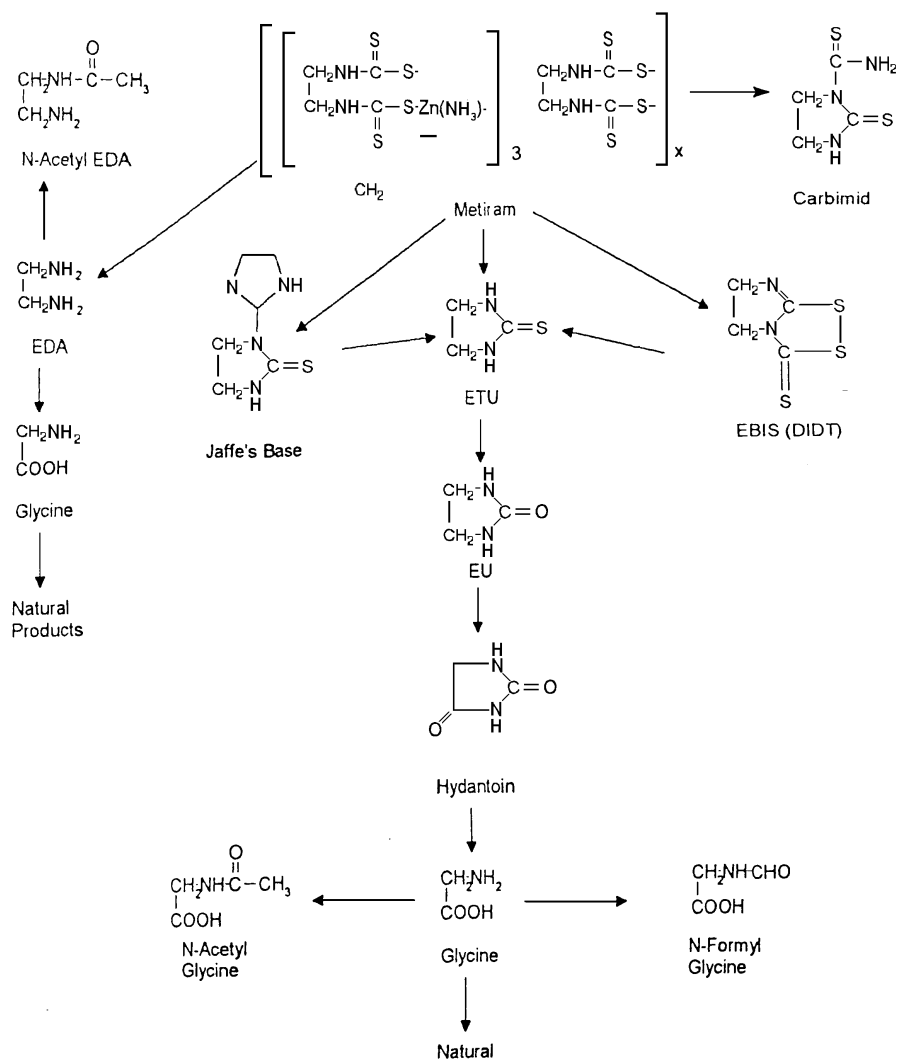 O
CH2NH-C-CH3
CH2NH2
N-Acetyl EDA
S
CH2NH-C-S-
CH2NH-C-S-Zn(NH3)-
S
3
CH2
S
CH2NH-C-S-
CH2NH-C-S-
S
x
Metiram
S
C-NH2
CH2-N
C=S
CH2-N
H
Carbimid
CH2NH2
CH2NH2
EDA
N
NH
CH2-N
C=S
CH2-N
H
Jaffe's Base
H
CH2-N
C=S
CH2-N
H
ETU
CH2-N
C-S
CH2-N
S
C
S
EBIS (DIDT)
CH2NH2
COOH
Glycine
Natural
Products
H
CH2-N
C=O
CH2-N
H
EU
H
N
C=O
N
H
O
Hydantoin
O
CH2NH-C-CH3
COOH
N-Acetyl
Glycine
CH2NH2
COOH
Glycine
CH2NH-CHO
COOH
N-Formyl
Glycine
Natural